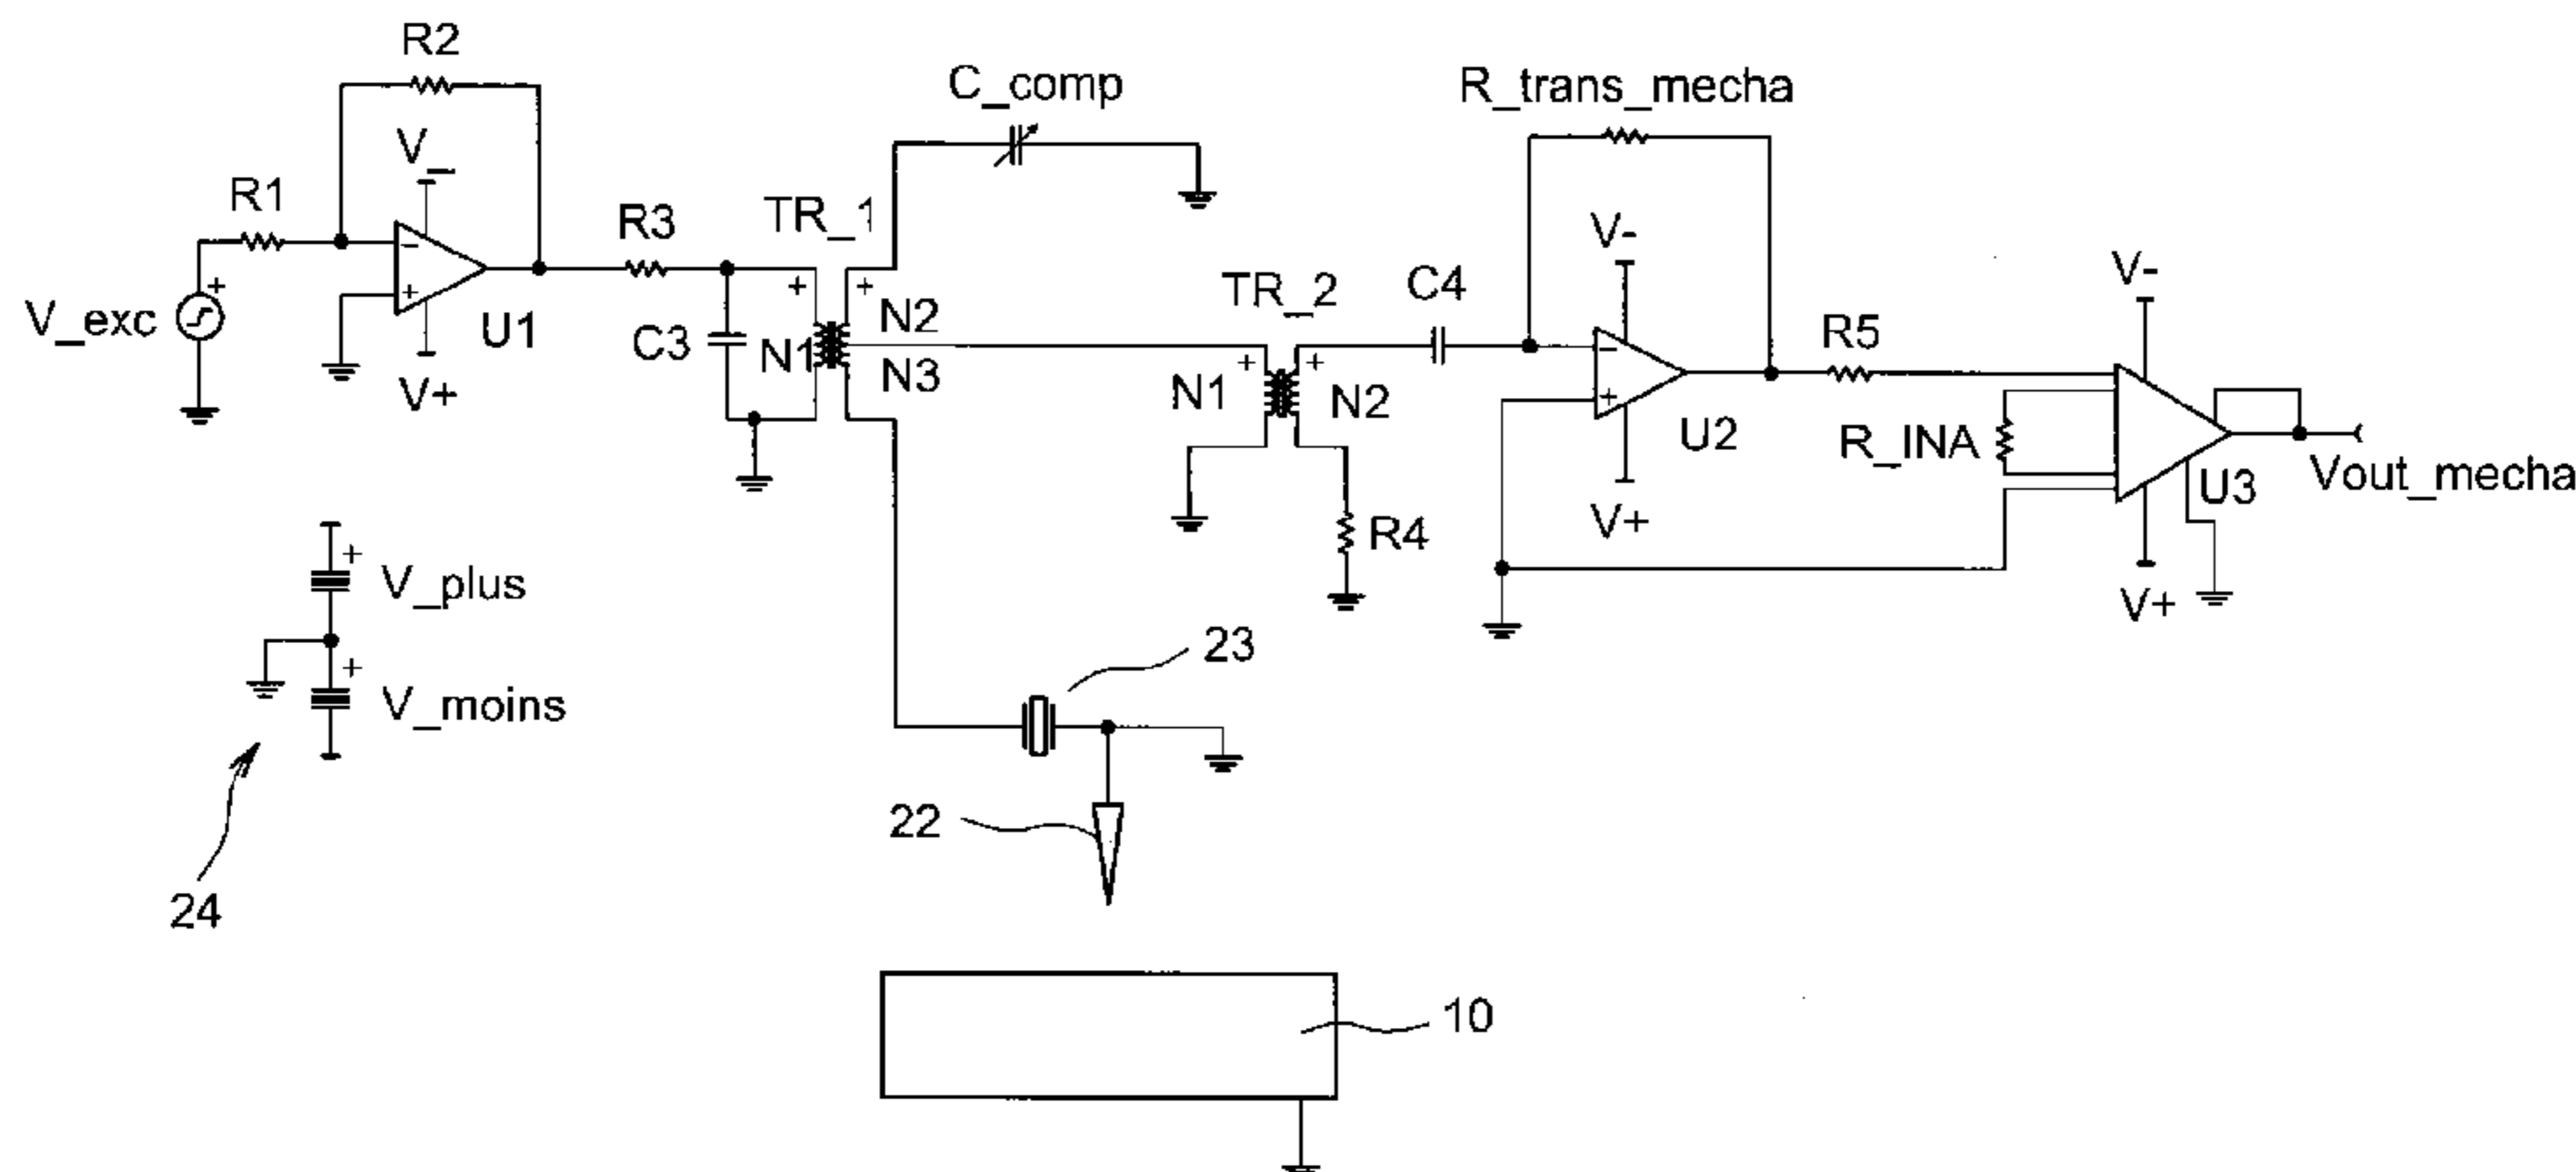 R2
C_comp
R_trans_mecha
V_
R1
R3
TR_1
V-
V-
V_exc
U1
C3
N1
N2
N3
TR_2
C4
R5
V+
N1
N2
U2
R_INA
U3
Vout_mecha
V+
R4
V+
V_plus
V_moins
23
22
24
10